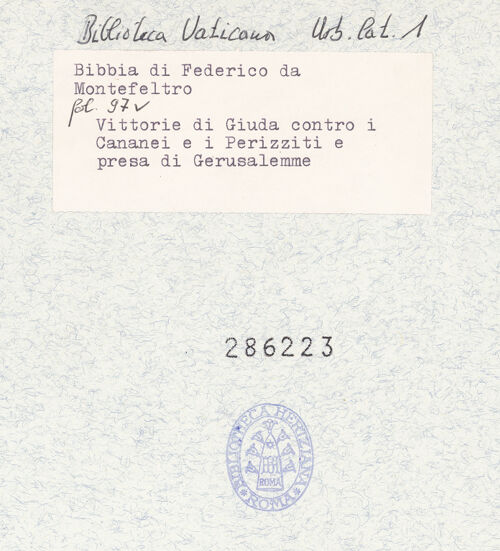 Biblioteca Vaticana Urb. lat. 1
Bibbia di Federico da
Montefeltro
fol. 97v
Vittorie di Giuda contro i
Cananei e i Perizziti e
presa di Gerusalemme
286223
BIBLIOTECA HERTZIANA
ROMA
ROMA